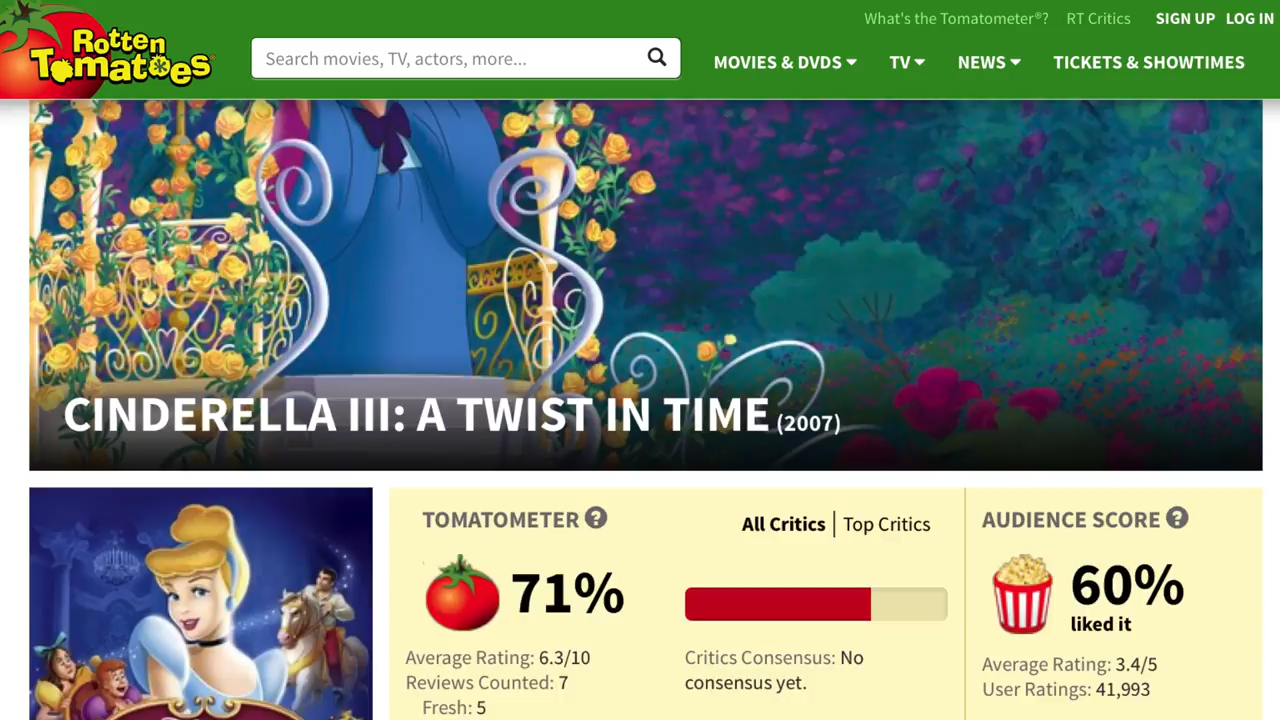 What's the Tomatometer®? RT Critics SIGN UP LOG IN
Rotten
Tomatoes®
Search movies, TV, actors, more...
MOVIES & DVDS TV NEWS TICKETS & SHOWTIMES
CINDERELLA III: A TWIST IN TIME (2007)
TOMATOMETER ?
All Critics | Top Critics
AUDIENCE SCORE ?
71%
60%
liked it
Average Rating: 6.3/10
Reviews Counted: 7
Fresh: 5
Critics Consensus: No
consensus yet.
Average Rating: 3.4/5
User Ratings: 41,993